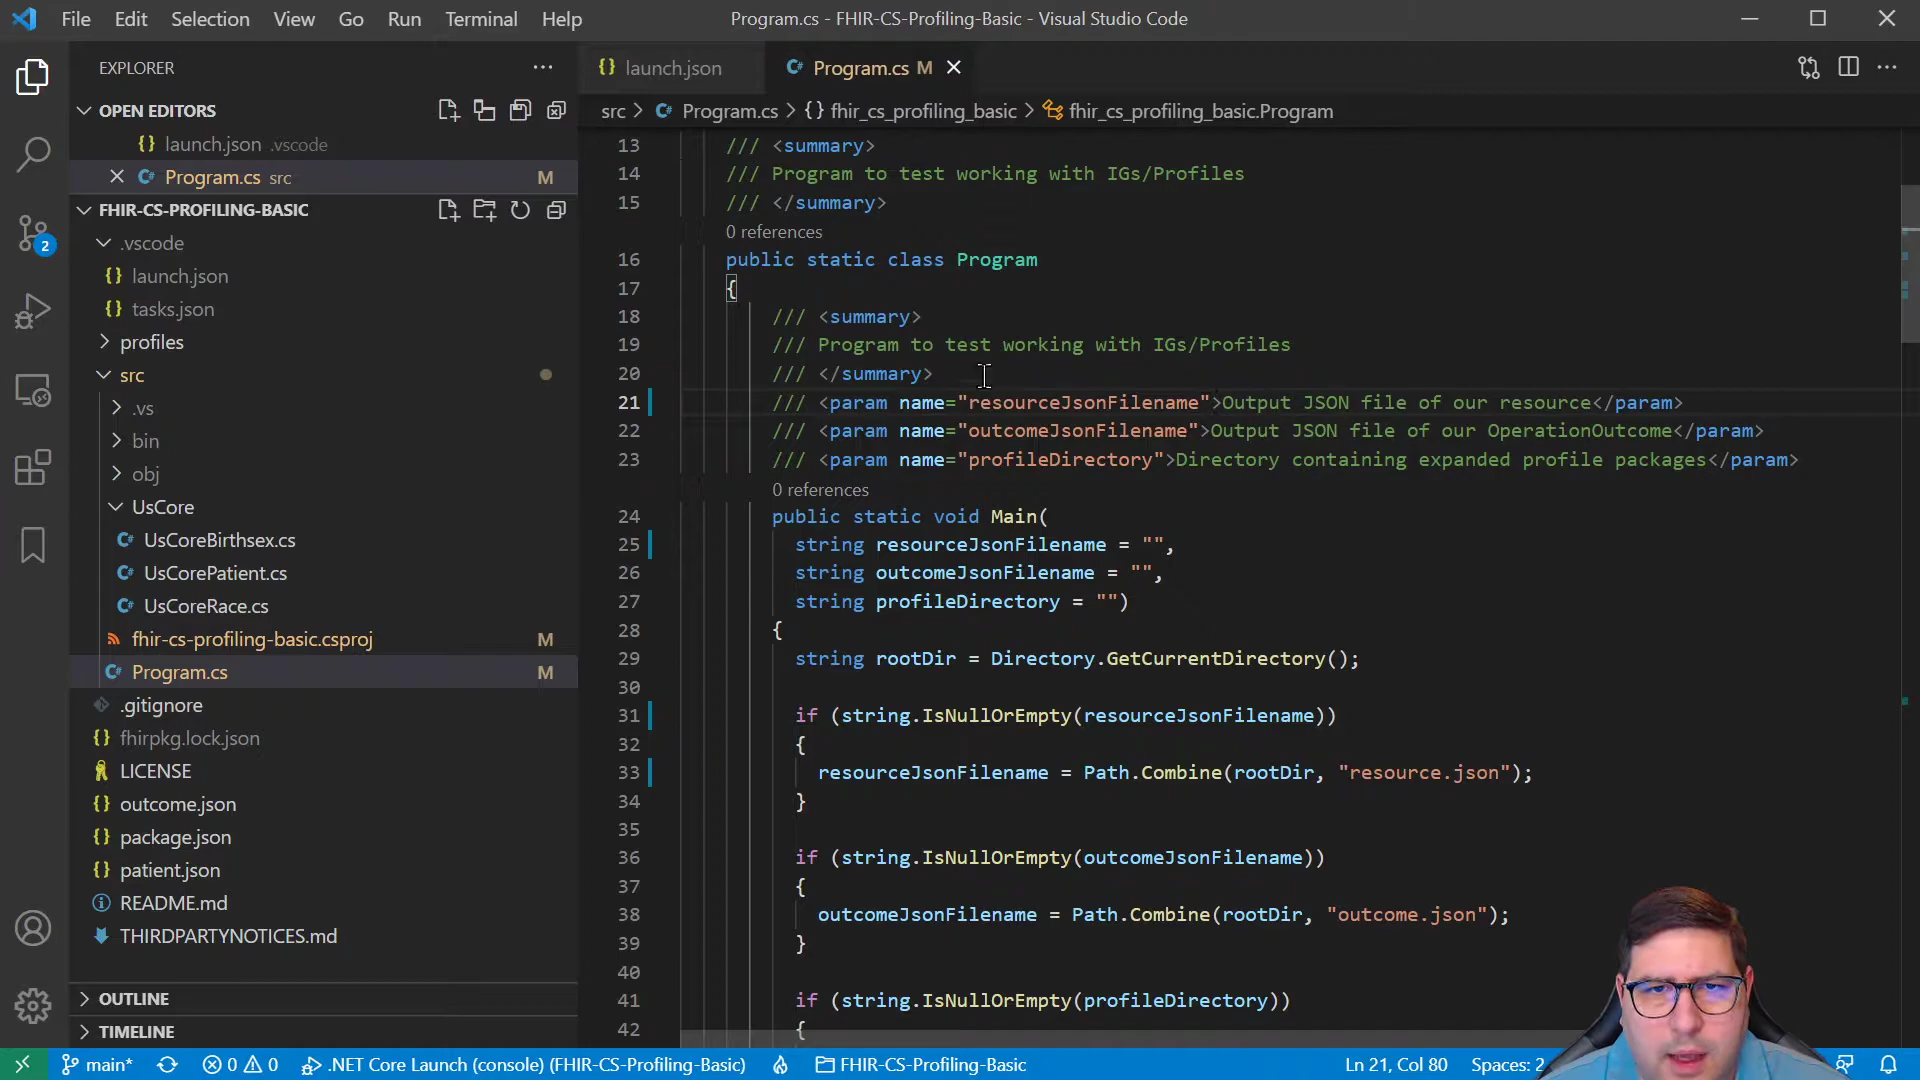 File Edit Selection View Go Run Terminal Help
Program.cs - FHIR-CS-Profiling-Basic - Visual Studio Code
EXPLORER
OPEN EDITORS
{} launch.json .vscode
Program.cs src M
FHIR-CS-PROFILING-BASIC
.vscode
{} launch.json
{} tasks.json
profiles
src
.vs
bin
obj
UsCore
UsCoreBirthsex.cs
UsCorePatient.cs
UsCoreRace.cs
fhir-cs-profiling-basic.csproj M
Program.cs M
.gitignore
{} fhirpkg.lock.json
LICENSE
{} outcome.json
{} package.json
{} patient.json
README.md
THIRDPARTYNOTICES.md
OUTLINE
TIMELINE
2
{} launch.json
Program.cs M
src > Program.cs > {} fhir_cs_profiling_basic > fhir_cs_profiling_basic.Program
13 /// <summary>
14 /// Program to test working with IGs/Profiles
15 /// </summary>
0 references
16 public static class Program
17 {
18 /// <summary>
19 /// Program to test working with IGs/Profiles
20 /// </summary>
21 /// <param name="resourceJsonFilename">Output JSON file of our resource</param>
22 /// <param name="outcomeJsonFilename">Output JSON file of our OperationOutcome</param>
23 /// <param name="profileDirectory">Directory containing expanded profile packages</param>
0 references
24 public static void Main(
25 string resourceJsonFilename = "",
26 string outcomeJsonFilename = "",
27 string profileDirectory = "")
28 {
29 string rootDir = Directory.GetCurrentDirectory();
30
31 if (string.IsNullOrEmpty(resourceJsonFilename))
32 {
33 resourceJsonFilename = Path.Combine(rootDir, "resource.json");
34 }
35
36 if (string.IsNullOrEmpty(outcomeJsonFilename))
37 {
38 outcomeJsonFilename = Path.Combine(rootDir, "outcome.json");
39 }
40
41 if (string.IsNullOrEmpty(profileDirectory))
42 {
main* 0 0 .NET Core Launch (console) (FHIR-CS-Profiling-Basic) FHIR-CS-Profiling-Basic Ln 21, Col 80 Spaces: 2